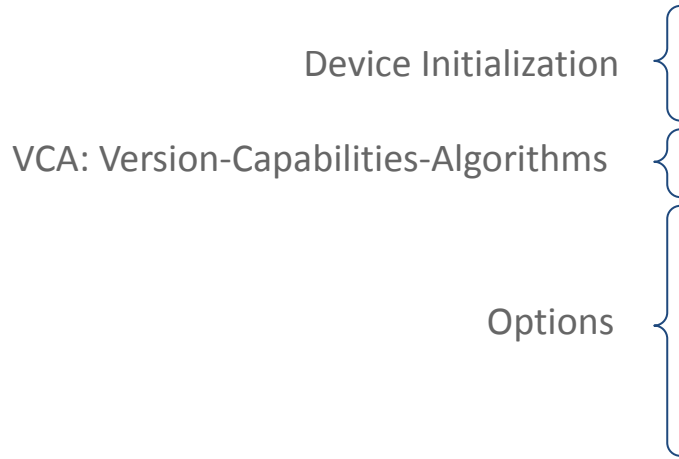 Device Initialization
VCA: Version-Capabilities-Algorithms
Options